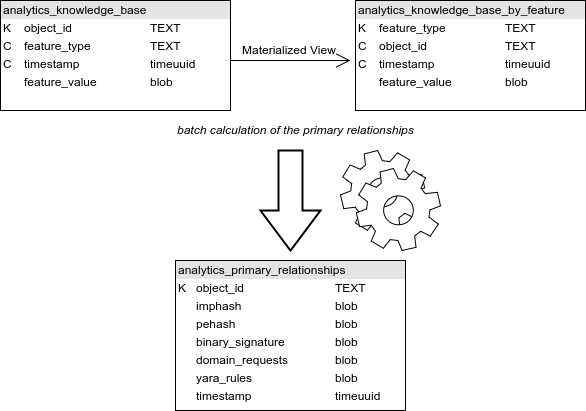 analytics_knowledge_base
K object_id TEXT
C feature_type TEXT
C timestamp timeuuid
feature_value blob
Materialized View
analytics_knowledge_base_by_feature
K feature_type TEXT
C object_id TEXT
C timestamp timeuuid
feature_value blob
batch calculation of the primary relationships
analytics_primary_relationships
K object_id TEXT
imphash blob
pehash blob
binary_signature blob
domain_requests blob
yara_rules blob
timestamp timeuuid